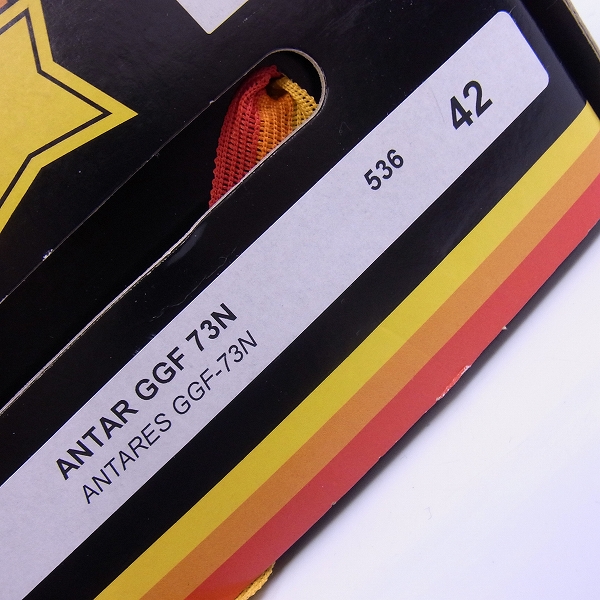 ANTAR GGF 73N
ANTARES GGF-73N
536
42